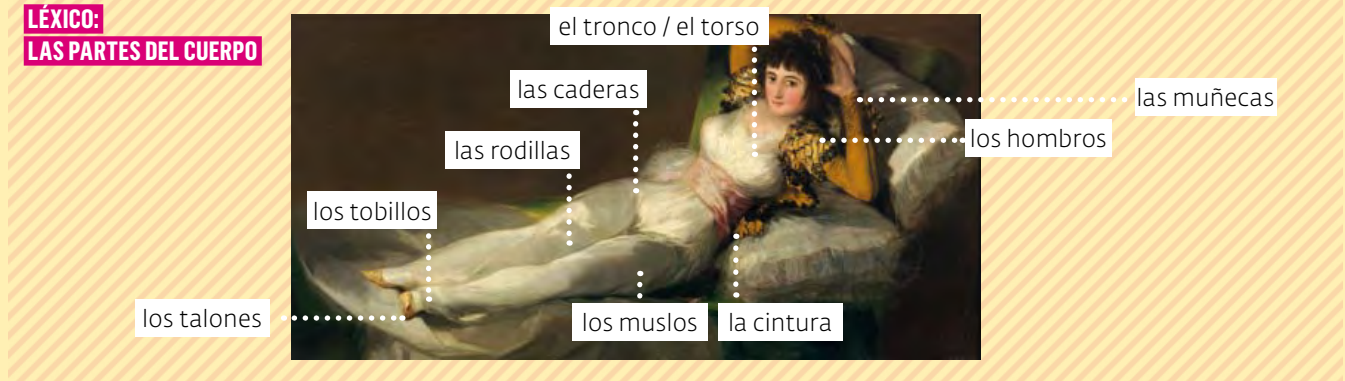 LÉXICO:
LAS PARTES DEL CUERPO
el tronco / el torso
las caderas
las muñecas
los hombros
las rodillas
los tobillos
los talones
los muslos
la cintura